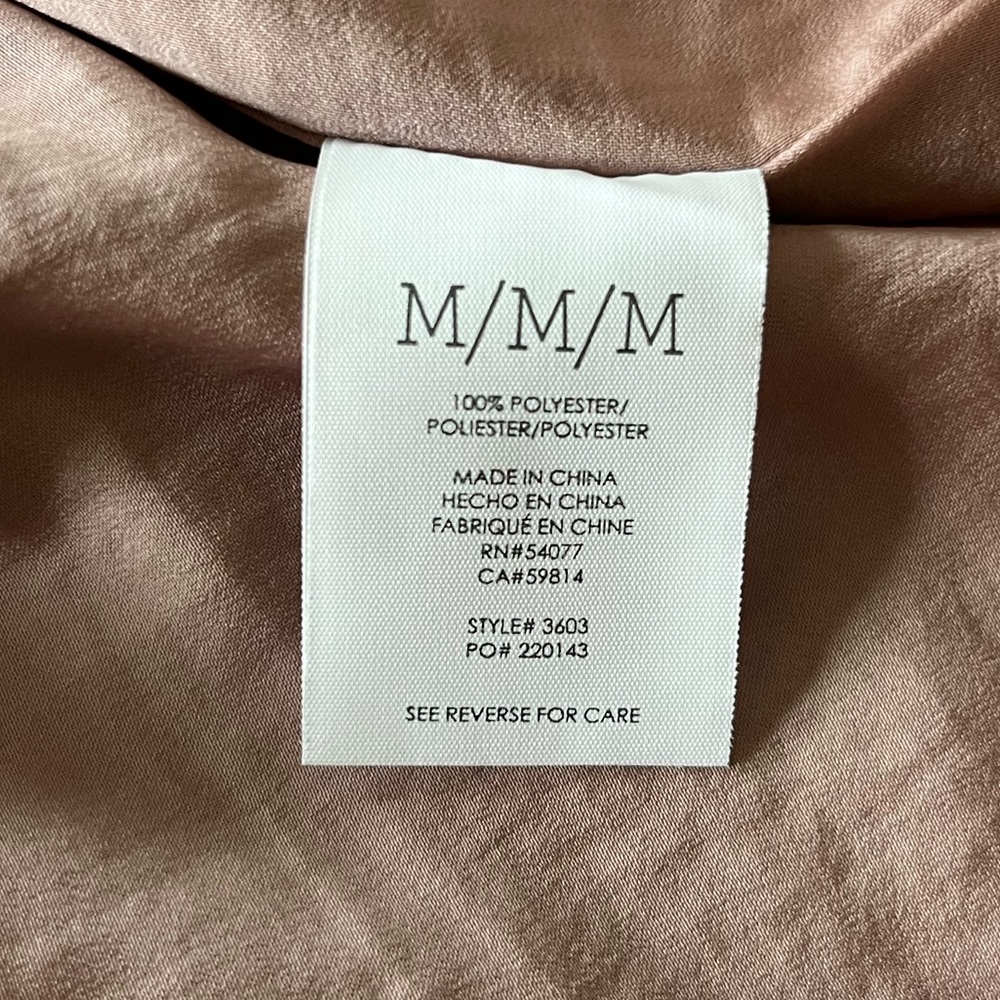 M/M/M
100% POLYESTER/
POLIESTER/POLYESTER
MADE IN CHINA
HECHO EN CHINA
FABRIQUÉ EN CHINE
RN#54077
CA#59814
STYLE# 3603
PO# 220143
SEE REVERSE FOR CARE